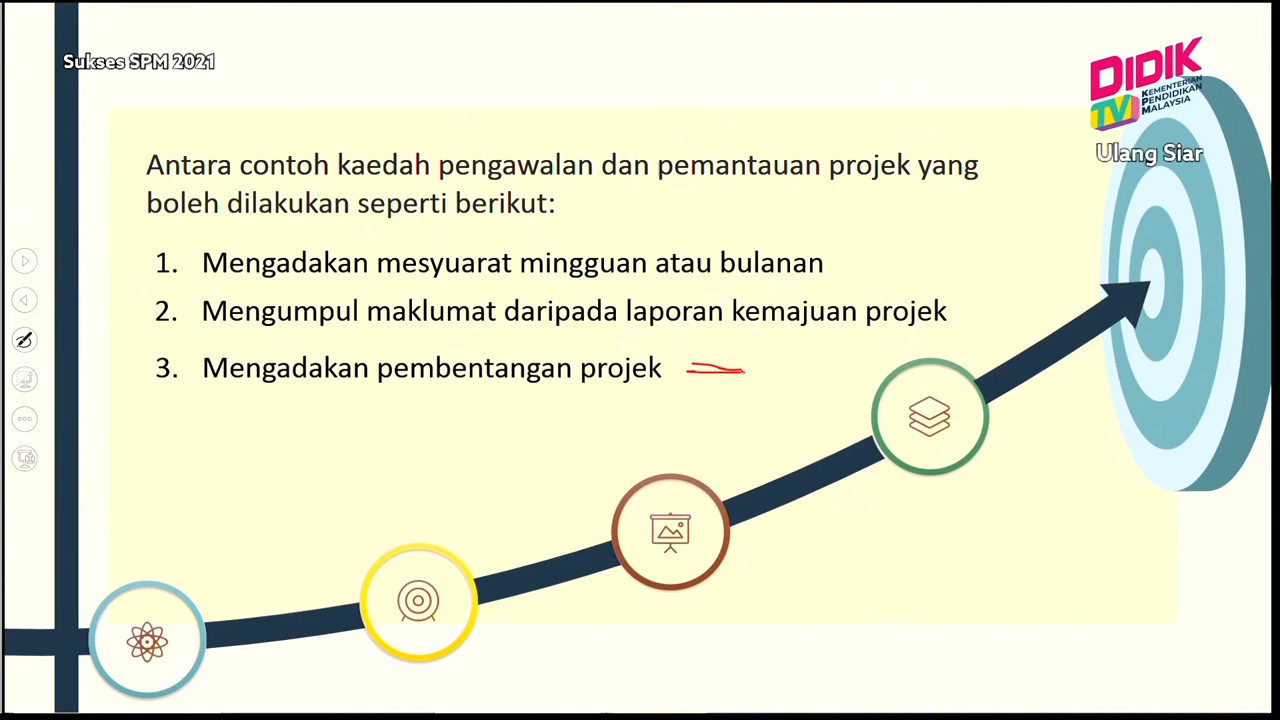 Sukses SPM 2021
DIDIK
TV
KEMENTERIAN
PENDIDIKAN
MALAYSIA
Ulang Siar
Antara contoh kaedah pengawalan dan pemantauan projek yang
boleh dilakukan seperti berikut:
1. Mengadakan mesyuarat mingguan atau bulanan
2. Mengumpul maklumat daripada laporan kemajuan projek
3. Mengadakan pembentangan projek